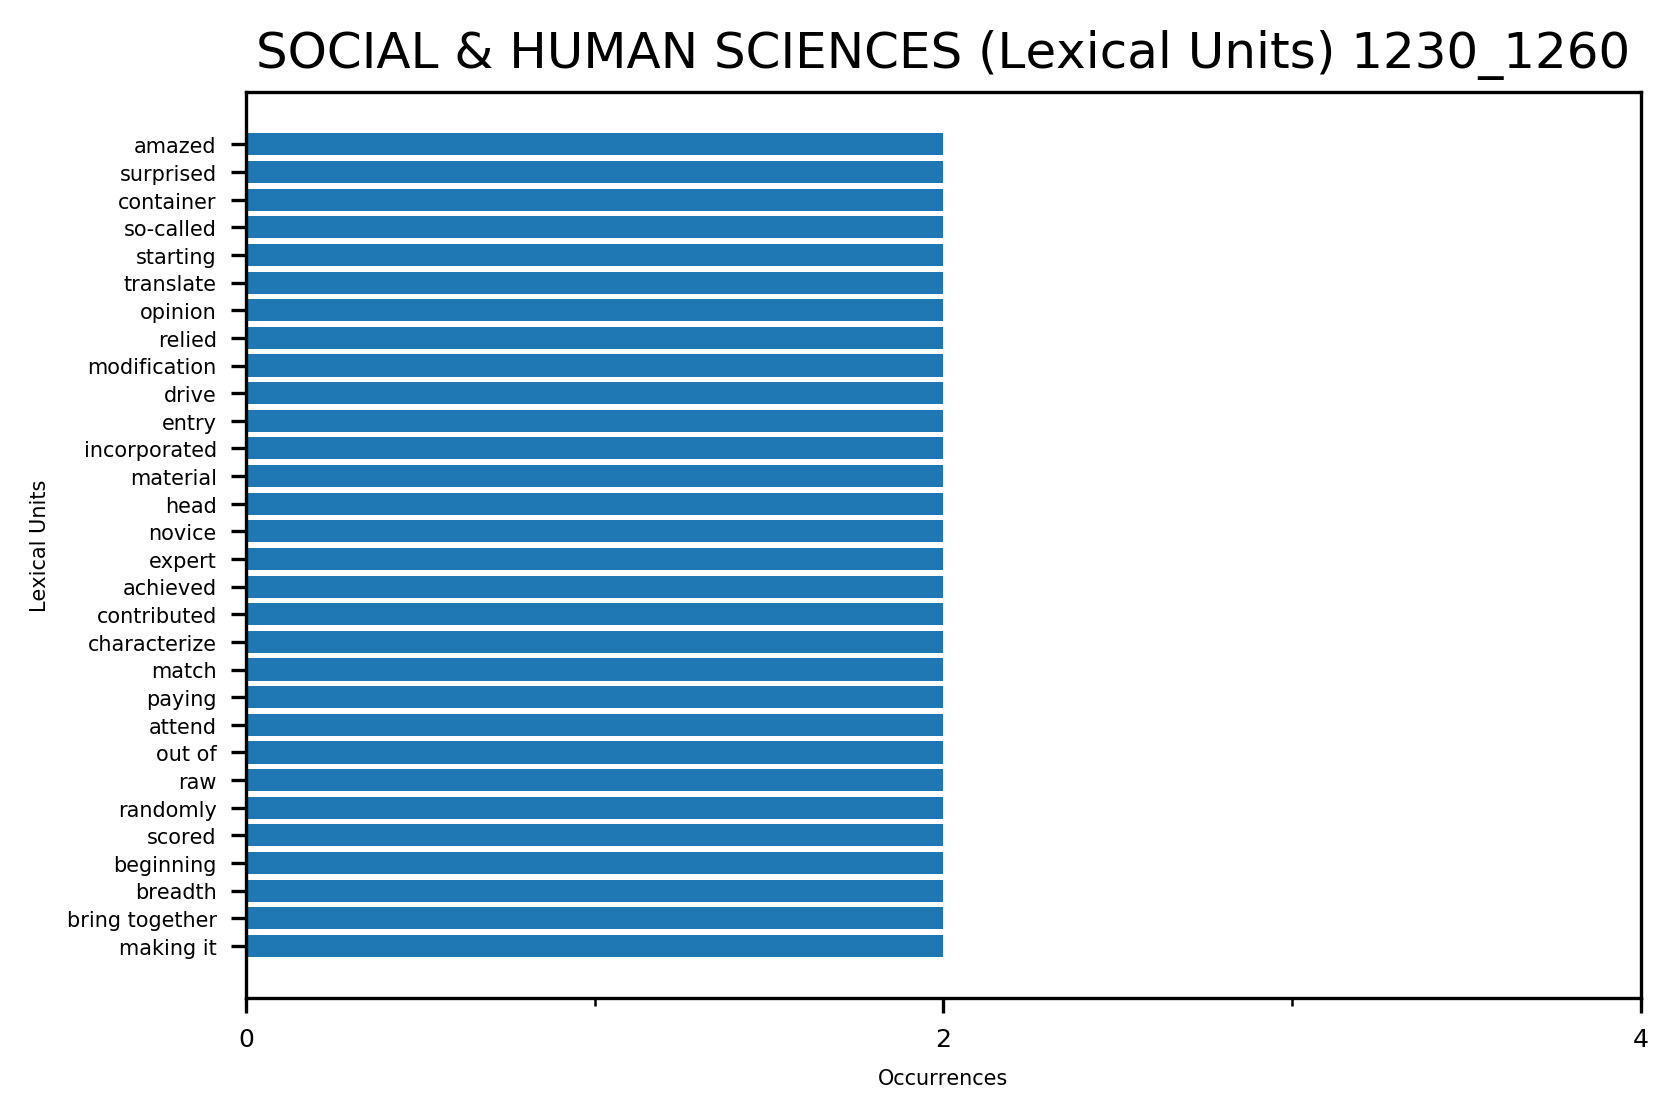 SOCIAL & HUMAN SCIENCES (Lexical Units) 1230_1260
amazed
surprised
container
so-called
starting
translate
opinion
relied
modification
drive
entry
incorporated
material
head
novice
expert
achieved
contributed
characterize
match
paying
attend
out of
raw
randomly
scored
beginning
breadth
bring together
making it
Lexical Units
0 2 4
Occurrences